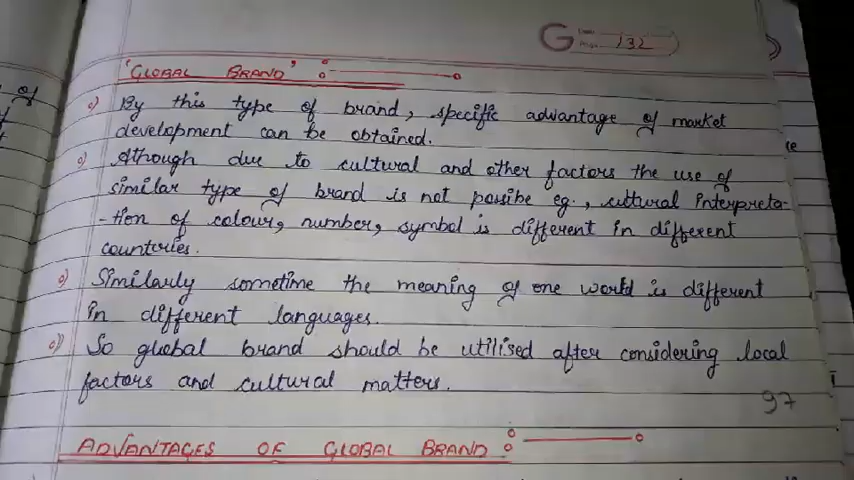 G Date Page 132
'GLOBAL BRAND' :
By this type of brand, specific advantage of market
development can be obtained.
Although due to cultural and other factors the use of
similar type of brand is not possibe eg., cultural interpreta-
-tion of colour, number, symbol is different in different
countries.
Similarly sometime the meaning of one world is different
in different languages.
So global brand should be utilised after considering local
factors and cultural matters.
97
ADVANTAGES OF GLOBAL BRAND :